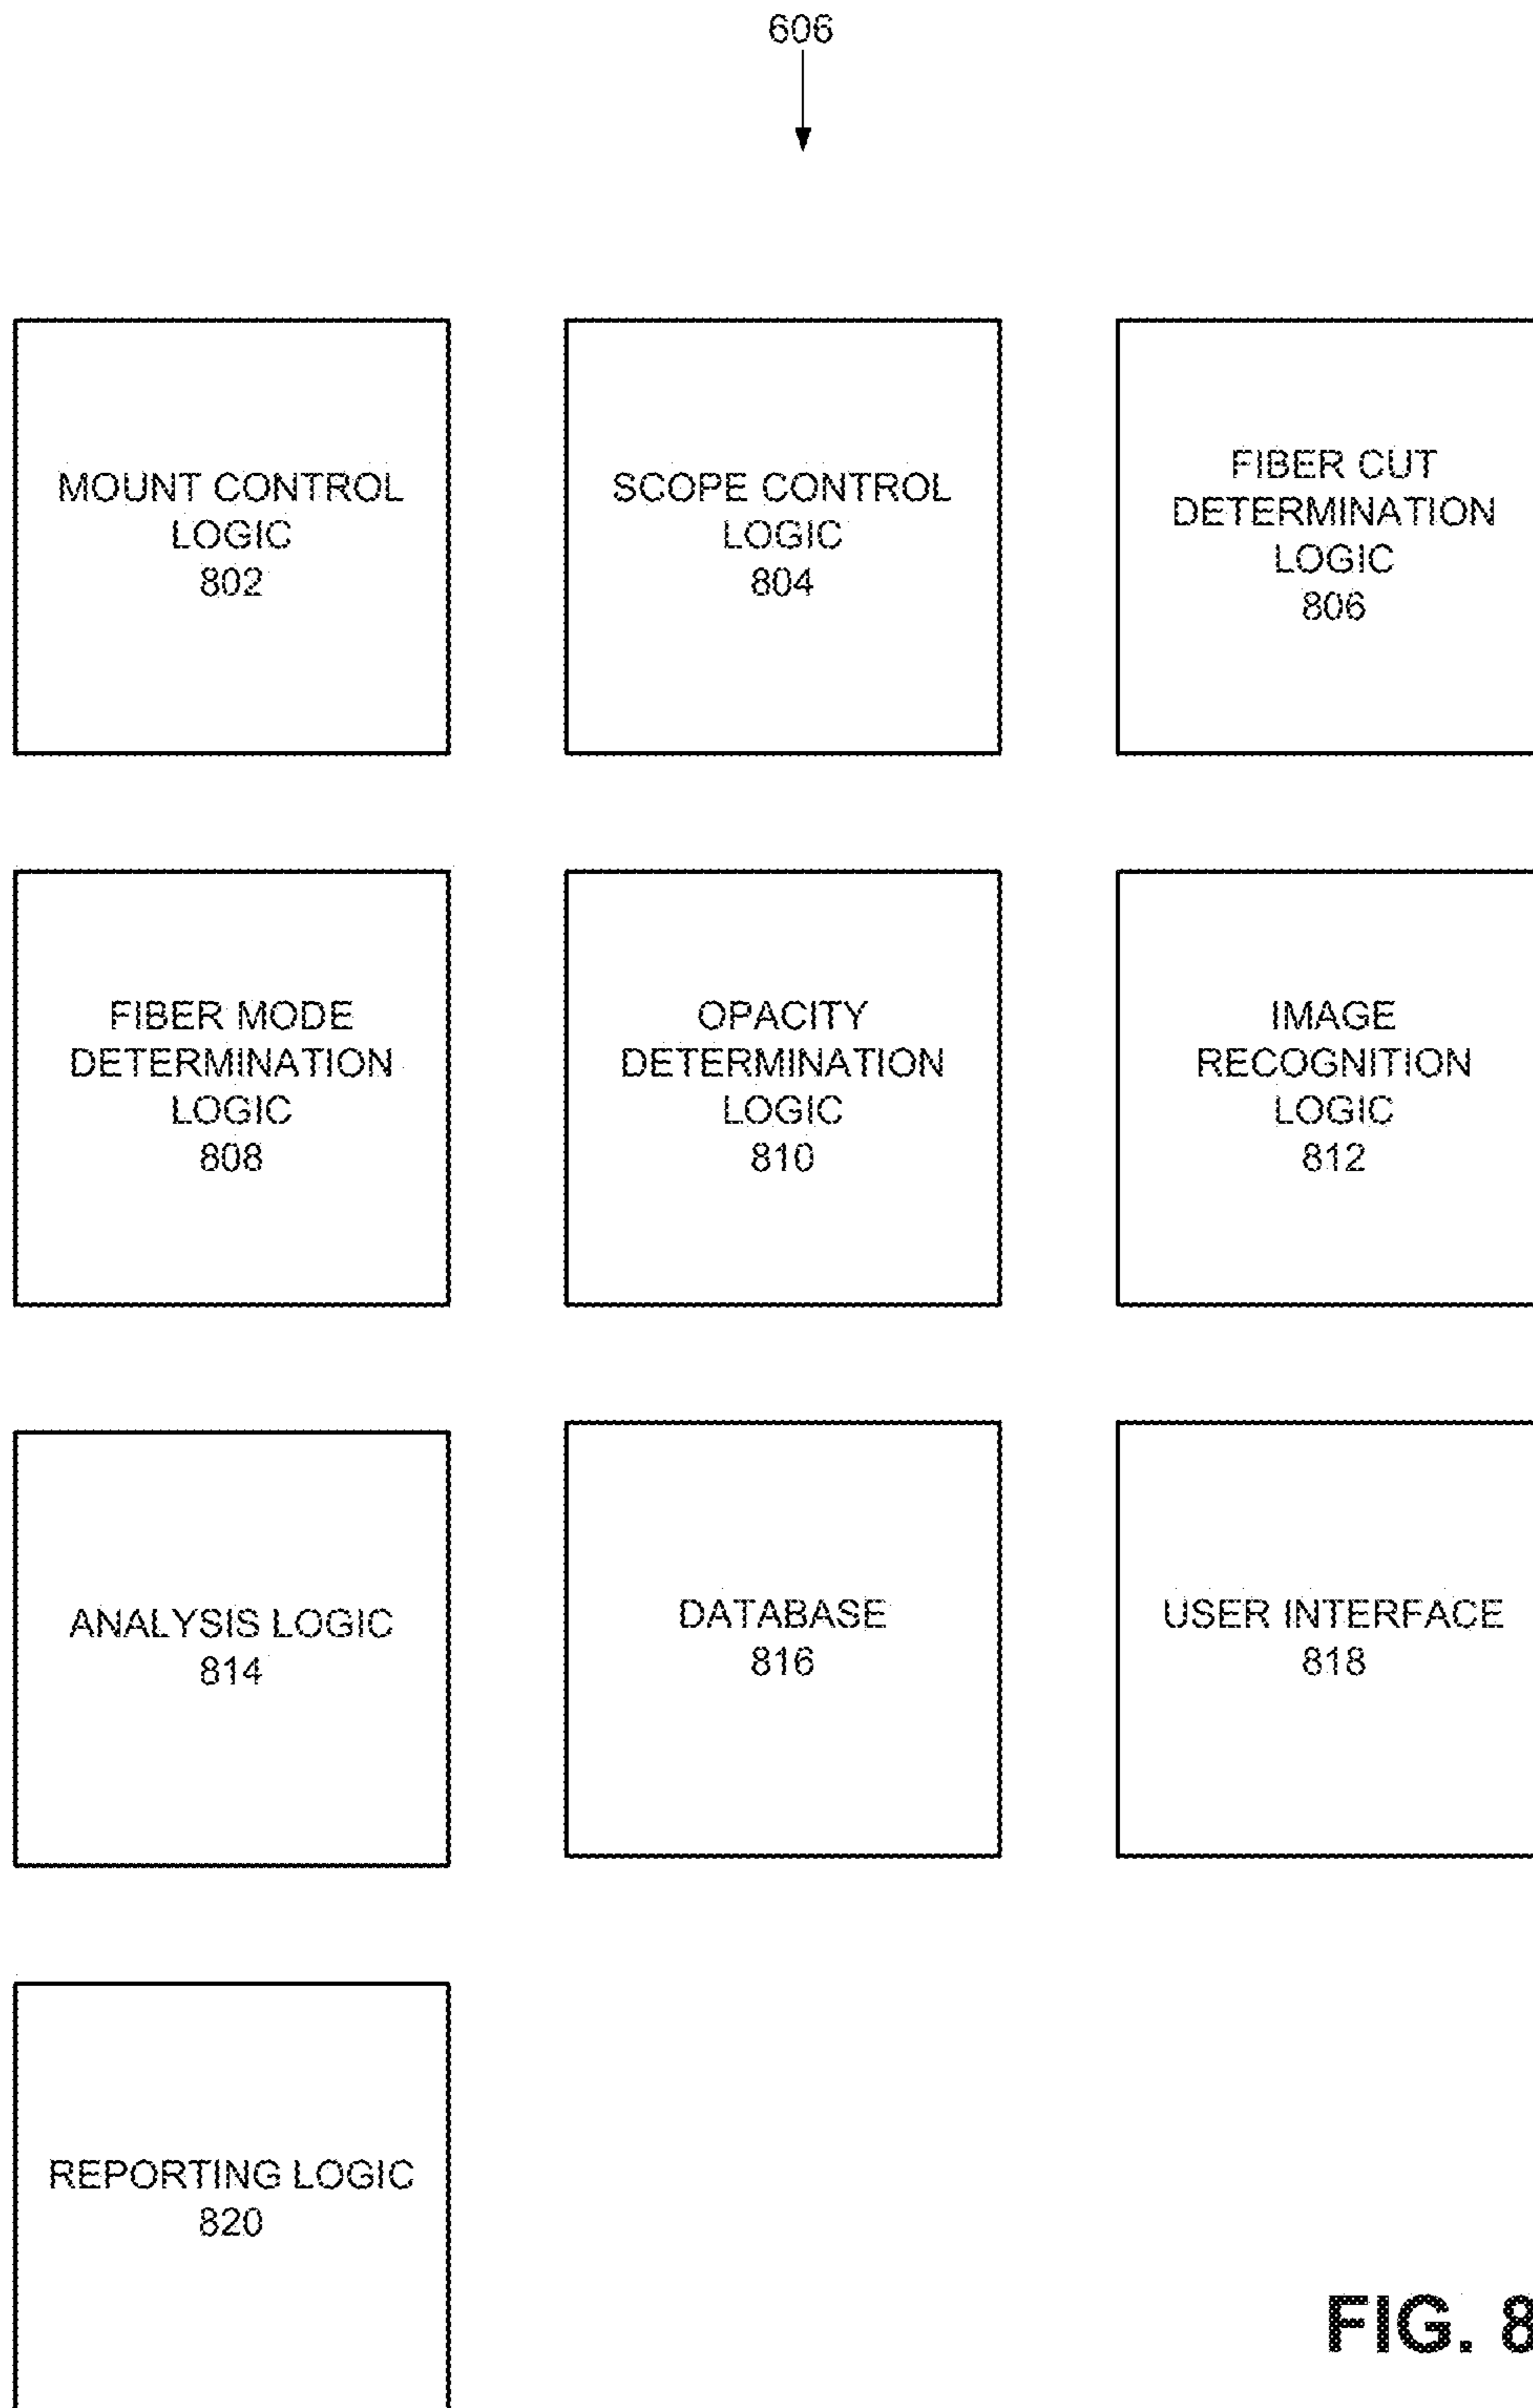 606
MOUNT CONTROL
LOGIC
802
SCOPE CONTROL
LOGIC
804
FIBER CUT
DETERMINATION
LOGIC
806
FIBER MODE
DETERMINATION
LOGIC
808
OPACITY
DETERMINATION
LOGIC
810
IMAGE
RECOGNITION
LOGIC
812
ANALYSIS LOGIC
814
DATABASE
816
USER INTERFACE
818
REPORTING LOGIC
820
FIG. 8